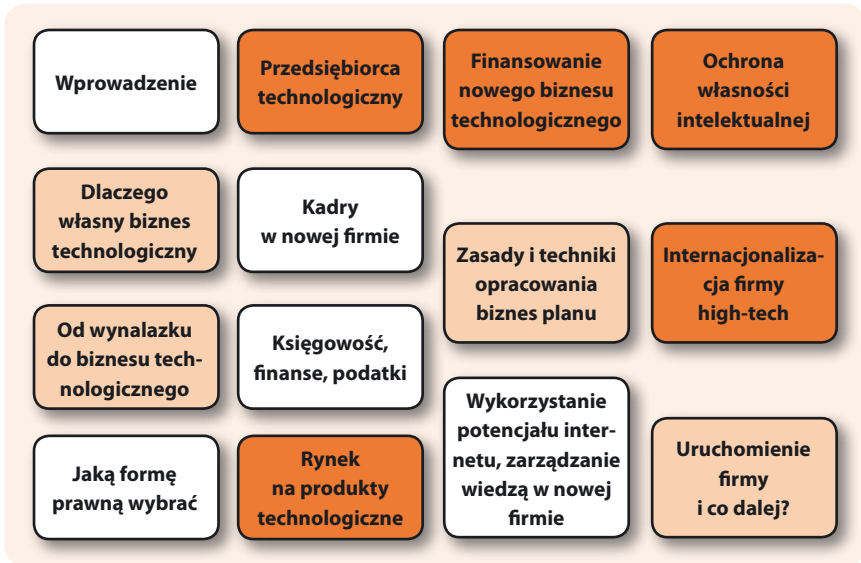 Wprowadzenie
Przedsiębiorca
technologiczny
Finansowanie
nowego biznesu
technologicznego
Ochrona
własności
intelektualnej
Dlaczego
własny biznes
technologiczny
Kadry
w nowej firmie
Zasady i techniki
opracowania
biznes planu
Internacjonaliza-
cja firmy
high-tech
Od wynalazku
do biznesu tech-
nologicznego
Księgowość,
finanse, podatki
Wykorzystanie
potencjału inter-
netu, zarządzanie
wiedzą w nowej
firmie
Jaką formę
prawną wybrać
Rynek
na produkty
technologiczne
Uruchomienie
firmy
i co dalej?